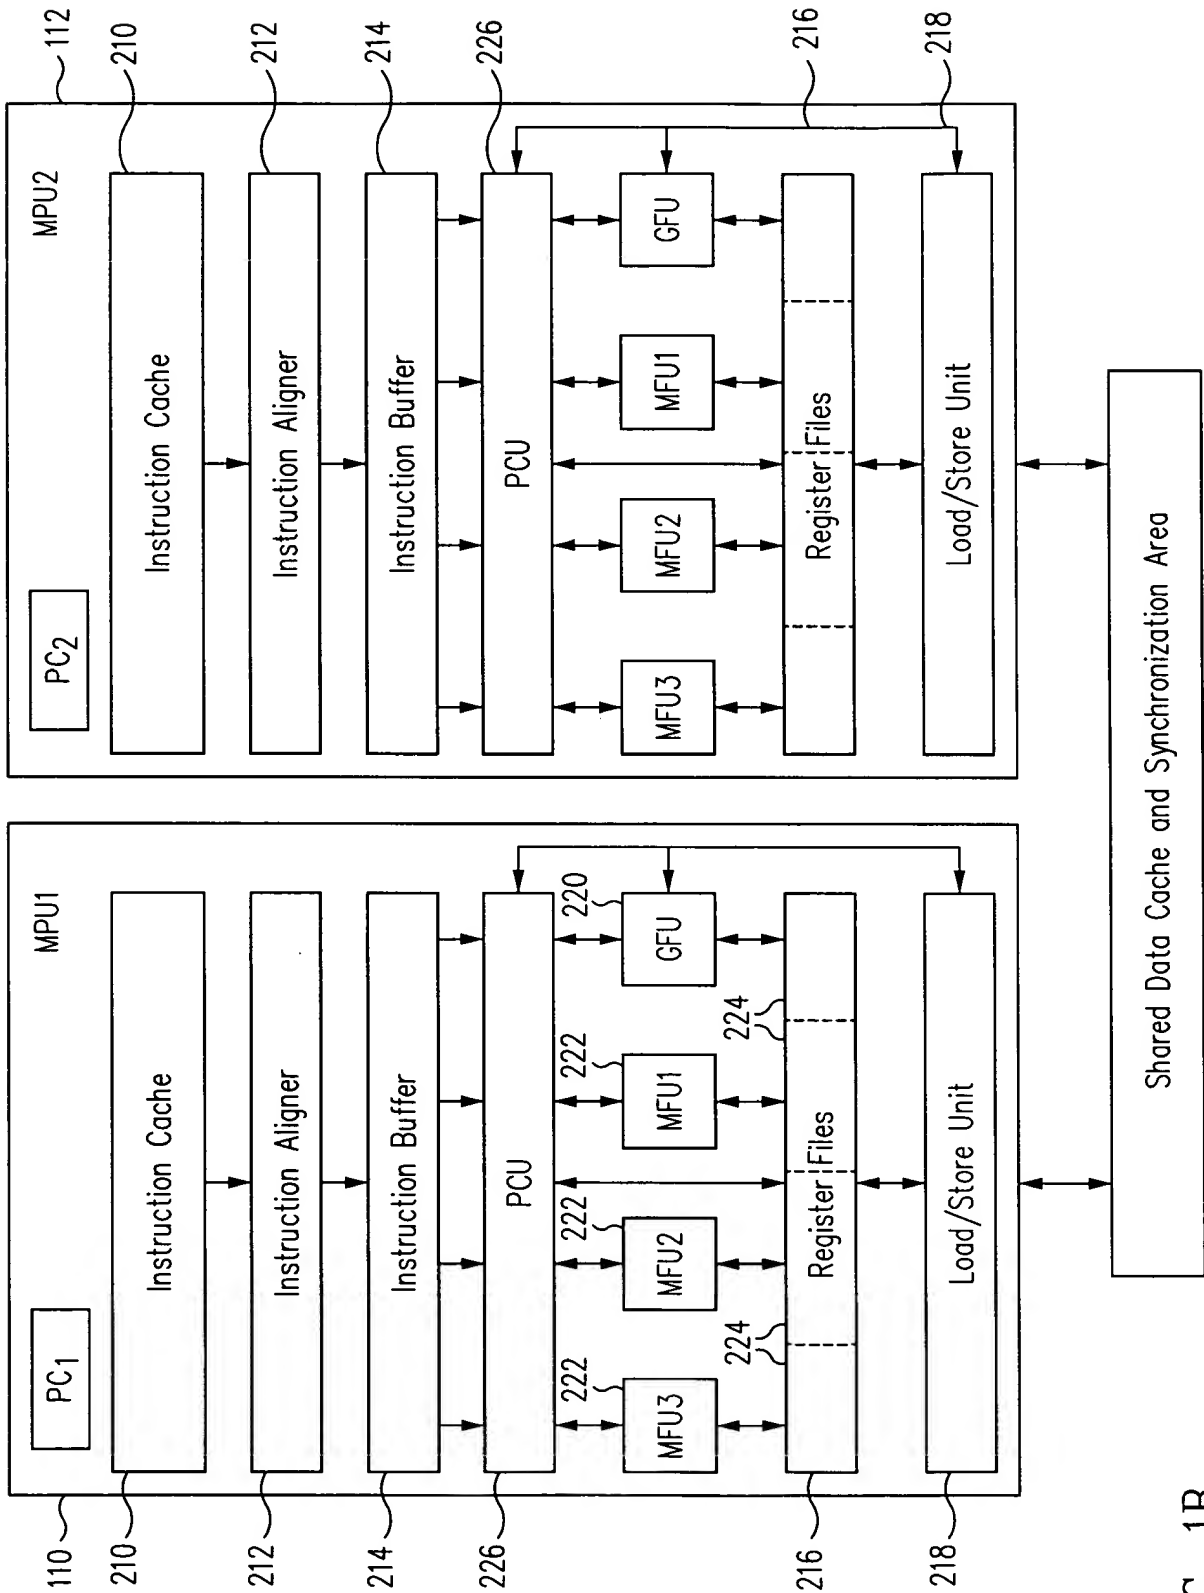 MPU1
110
PC1
210
Instruction Cache
212
Instruction Aligner
214
Instruction Buffer
226
PCU
222
222
222
220
MFU3
MFU2
MFU1
GFU
224
224
216
Register Files
218
Load/Store Unit
MPU2
112
PC2
Instruction Cache
210
Instruction Aligner
212
Instruction Buffer
214
PCU
226
MFU3
MFU2
MFU1
GFU
Register Files
216
Load/Store Unit
218
Shared Data Cache and Synchronization Area
1B